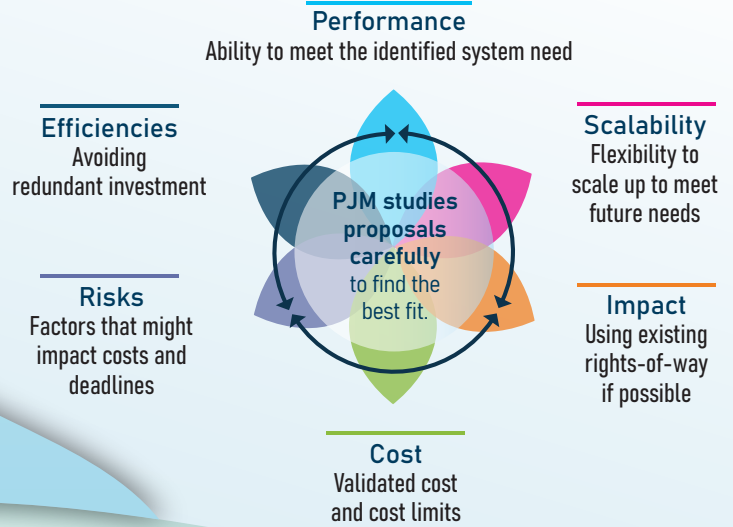 Performance
Ability to meet the identified system need
Efficiencies
Avoiding
redundant investment
Scalability
Flexibility to
scale up to meet
future needs
PJM studies
proposals
carefully
to find the
best fit.
Risks
Factors that might
impact costs and
deadlines
Impact
Using existing
rights-of-way
if possible
Cost
Validated cost
and cost limits